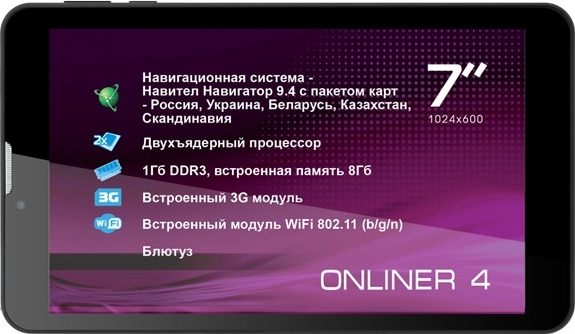 Навигационная система -
Навител Навигатор 9.4 с пакетом карт
- Россия, Украина, Беларусь, Казахстан,
Скандинавия
7"
1024x600
2x
Двухъядерный процессор
1Гб DDR3, встроенная память 8Гб
3G
Встроенный 3G модуль
WiFi
Встроенный модуль WiFi 802.11 (b/g/n)
Блютуз
ONLINER 4